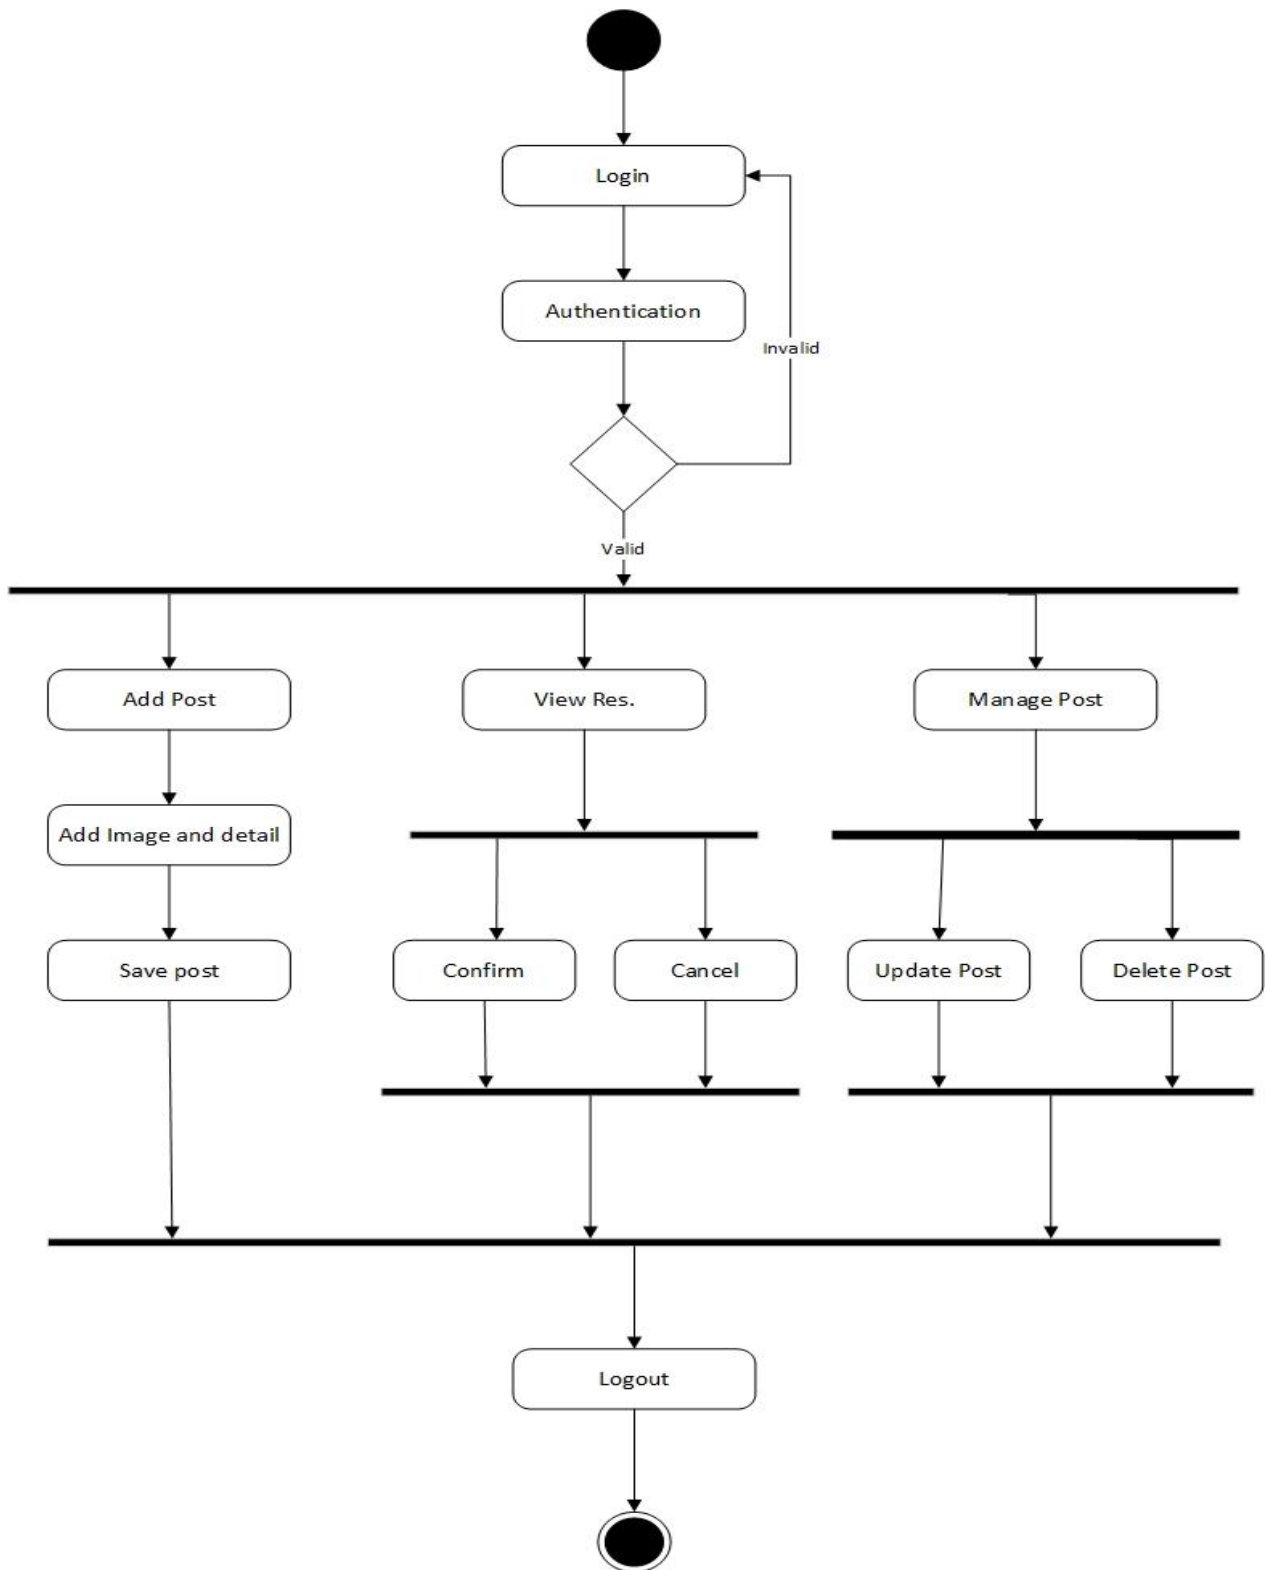 Login
Authentication
Invalid
Valid
Add Post
View Res.
Manage Post
Add Image and detail
Save post
Confirm
Cancel
Update Post
Delete Post
Logout